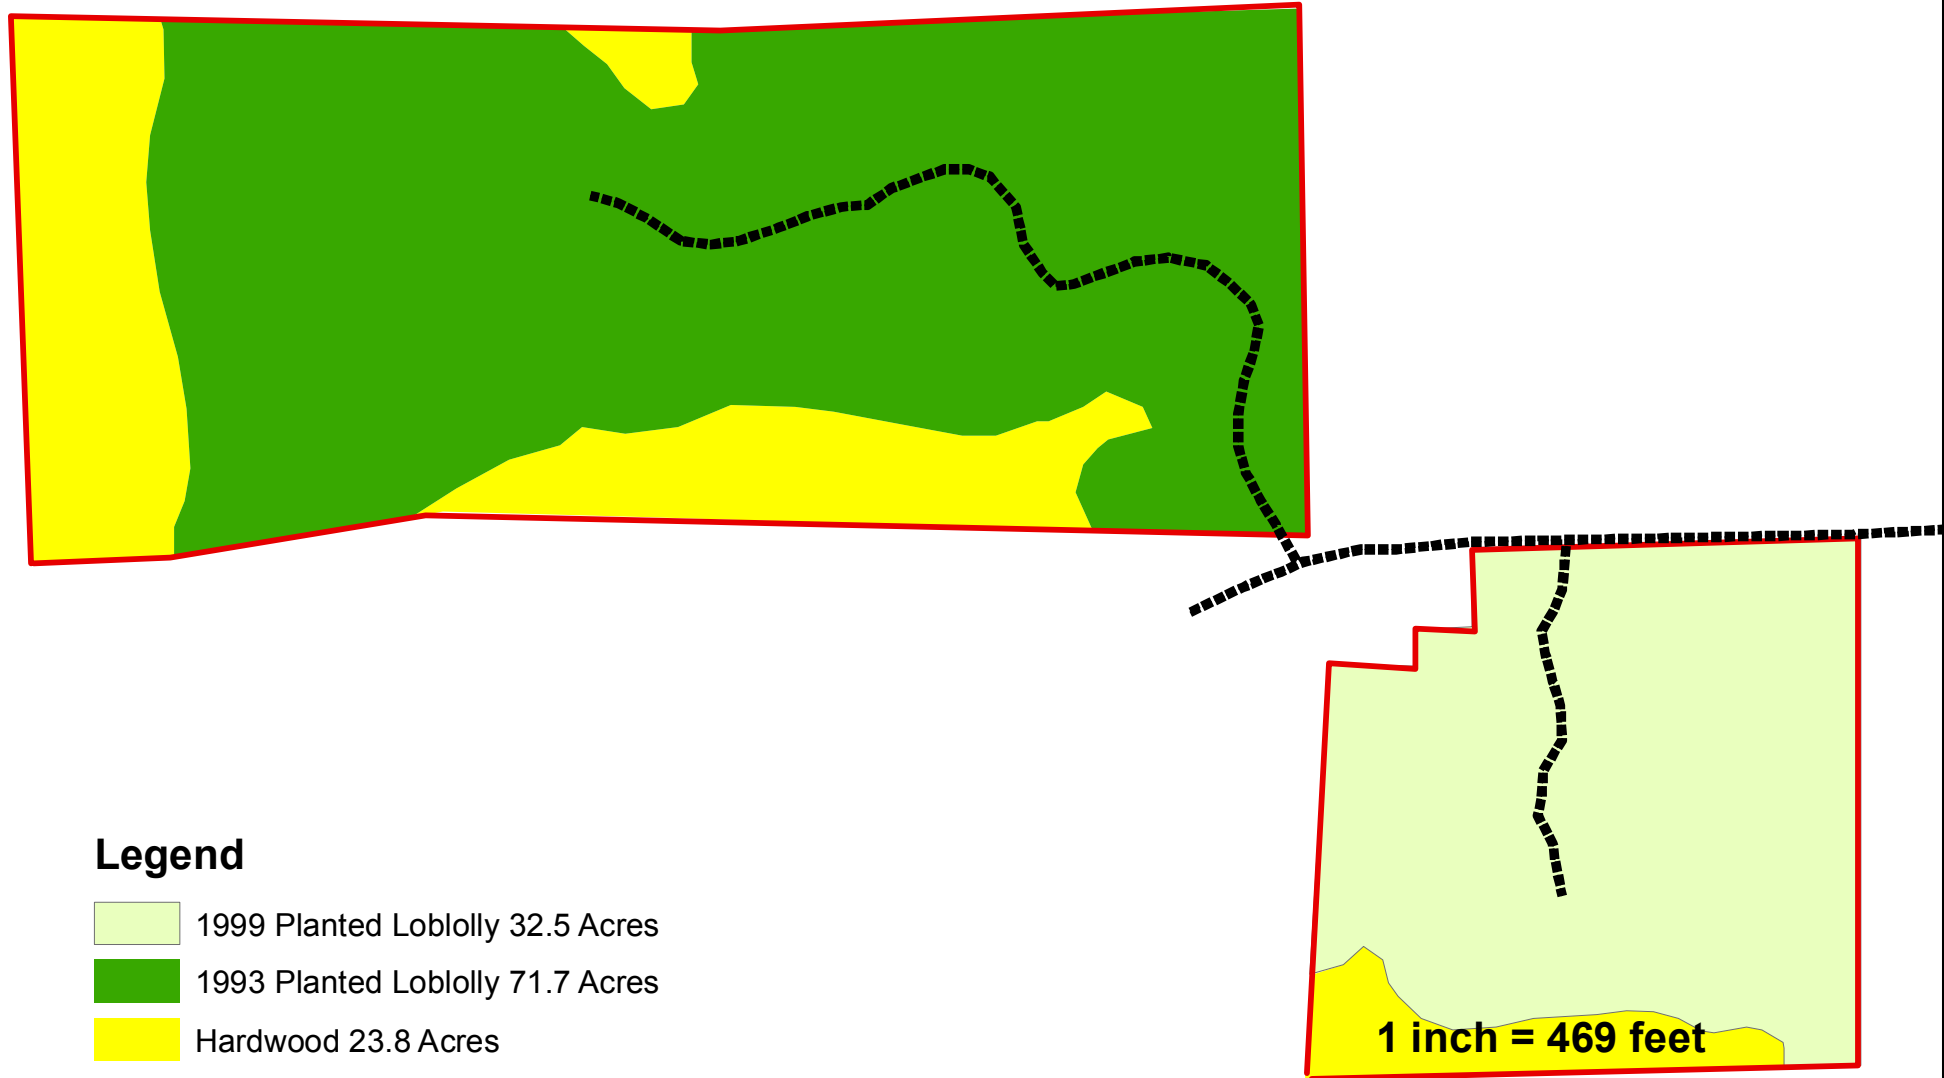 Legend
1999 Planted Loblolly 32.5 Acres
1993 Planted Loblolly 71.7 Acres
Hardwood 23.8 Acres
1 inch = 469 feet